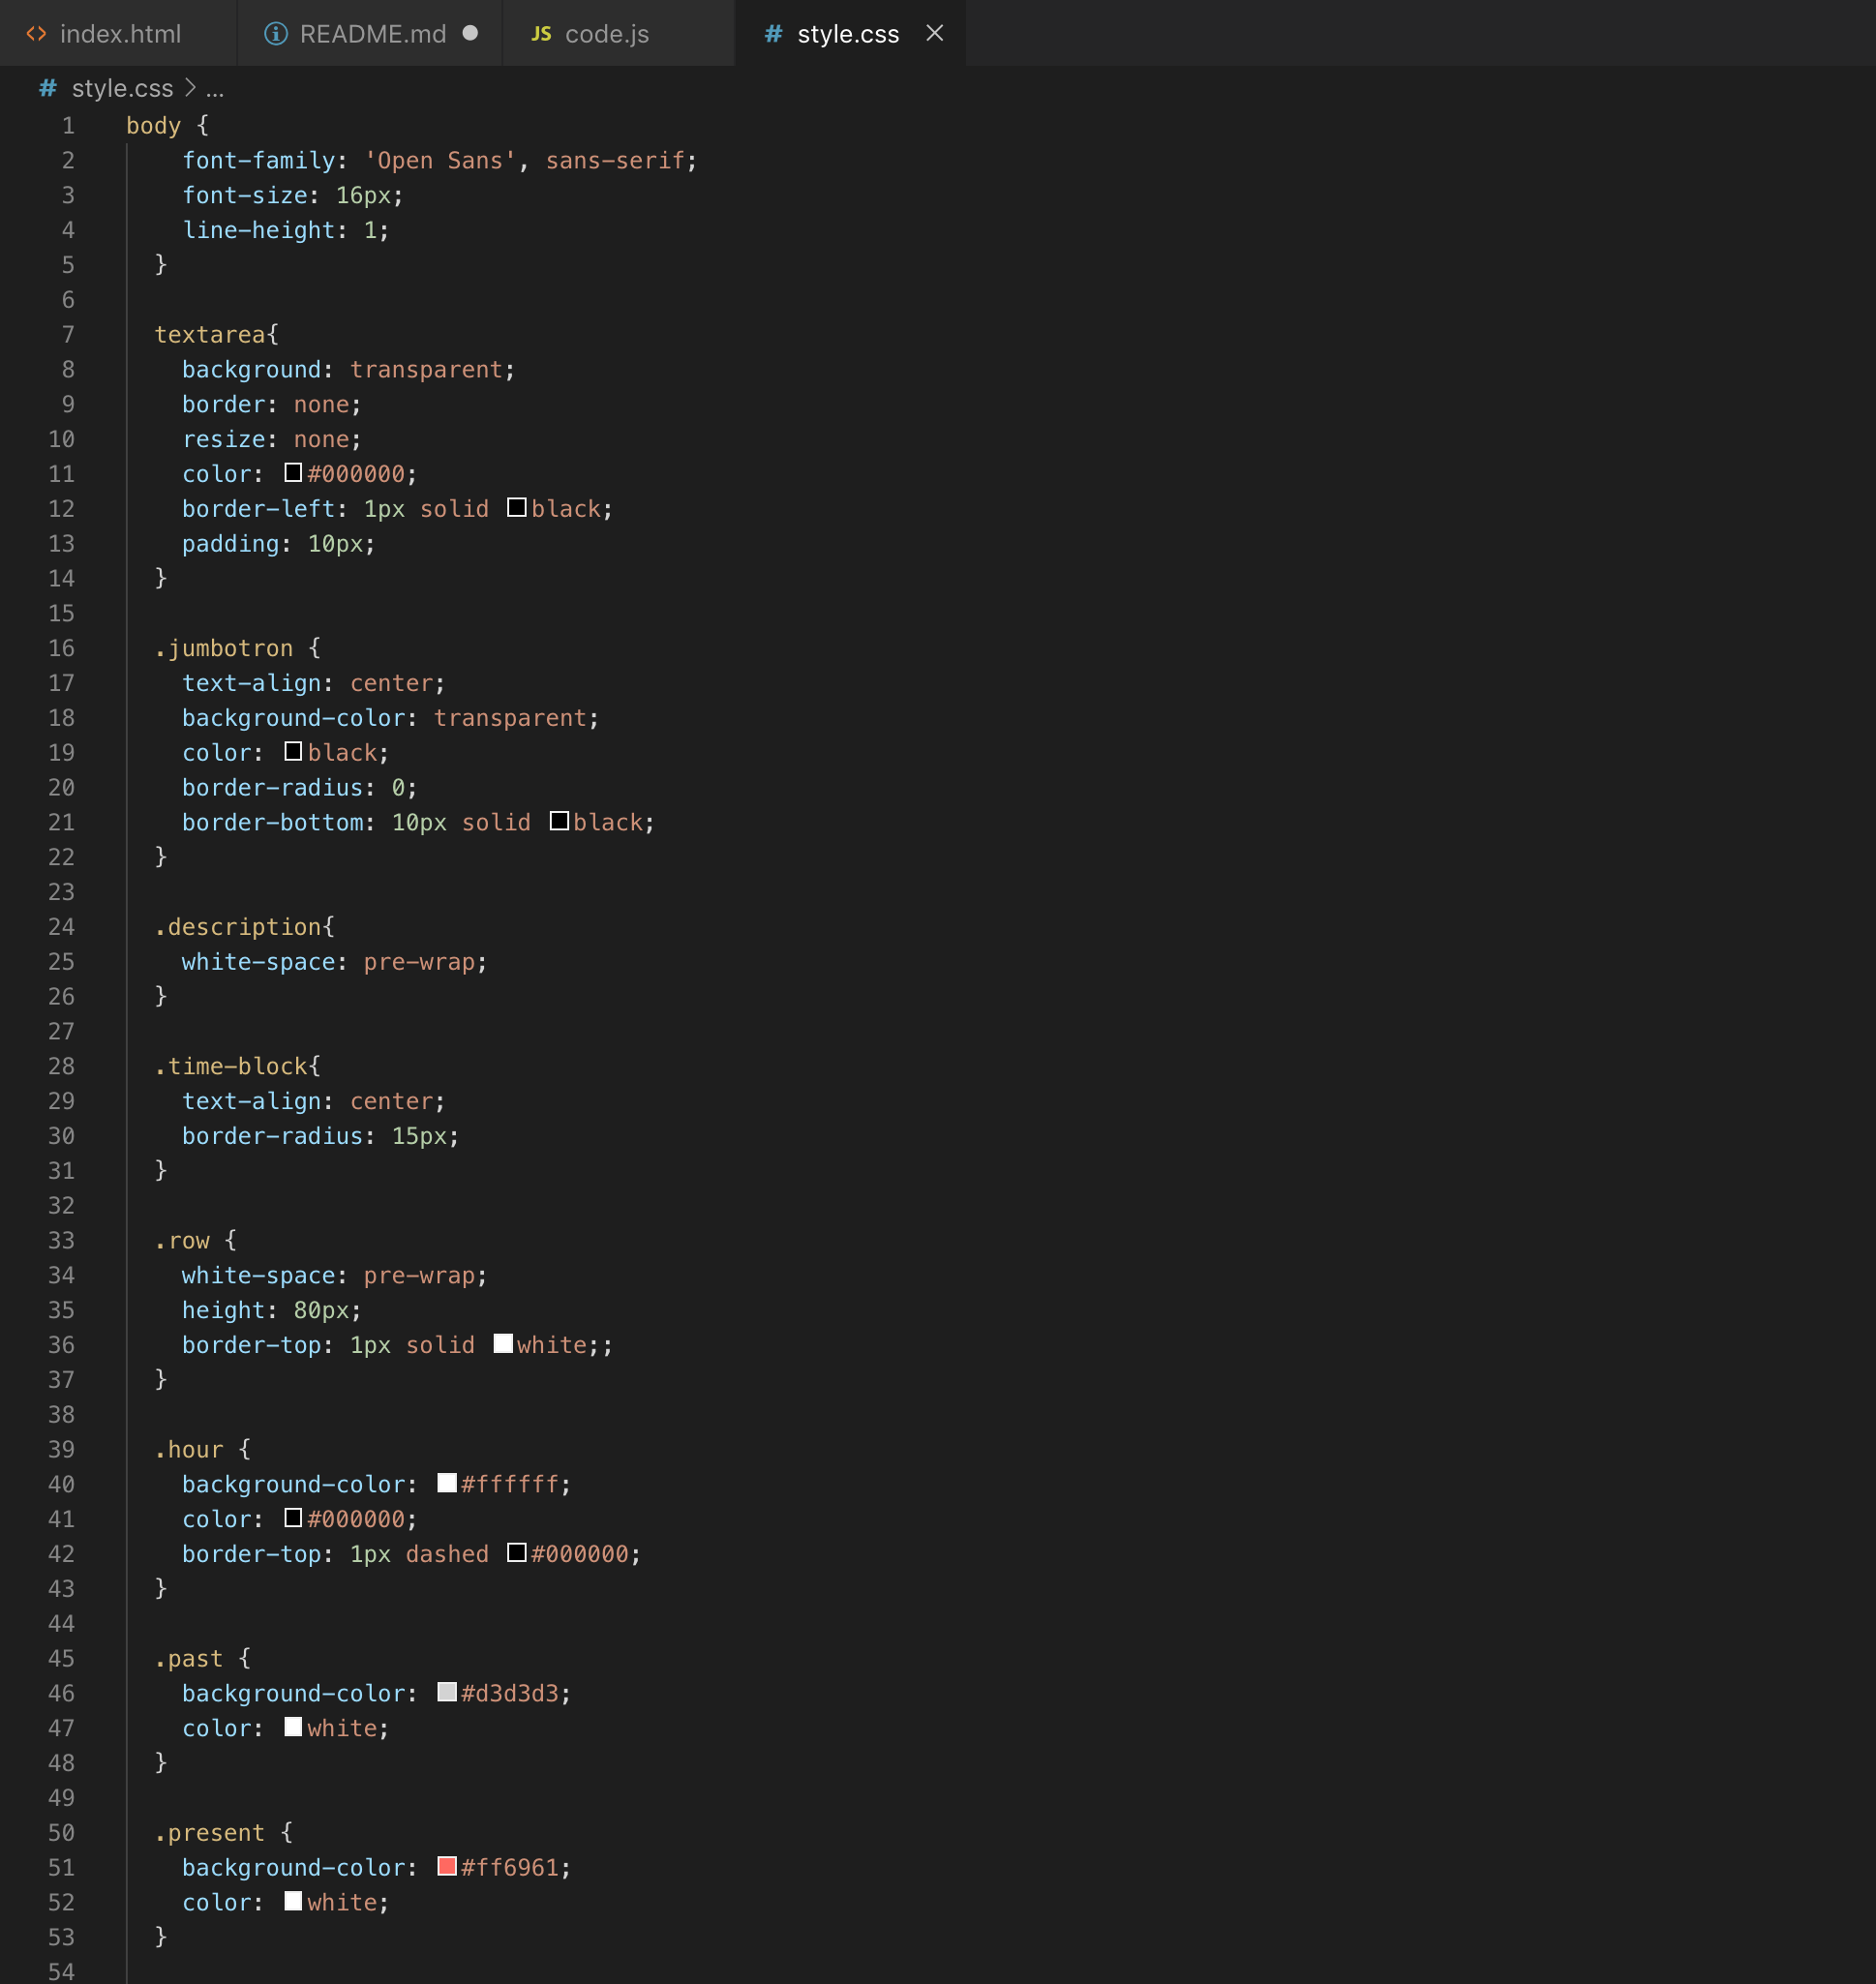 index.html README.md JS code.js # style.css
# style.css > ...
1 body {
2 font-family: 'Open Sans', sans-serif;
3 font-size: 16px;
4 line-height: 1;
5 }
6
7 textarea{
8 background: transparent;
9 border: none;
10 resize: none;
11 color: #000000;
12 border-left: 1px solid black;
13 padding: 10px;
14 }
15
16 .jumbotron {
17 text-align: center;
18 background-color: transparent;
19 color: black;
20 border-radius: 0;
21 border-bottom: 10px solid black;
22 }
23
24 .description{
25 white-space: pre-wrap;
26 }
27
28 .time-block{
29 text-align: center;
30 border-radius: 15px;
31 }
32
33 .row {
34 white-space: pre-wrap;
35 height: 80px;
36 border-top: 1px solid white;;
37 }
38
39 .hour {
40 background-color: #ffffff;
41 color: #000000;
42 border-top: 1px dashed #000000;
43 }
44
45 .past {
46 background-color: #d3d3d3;
47 color: white;
48 }
49
50 .present {
51 background-color: #ff6961;
52 color: white;
53 }
54